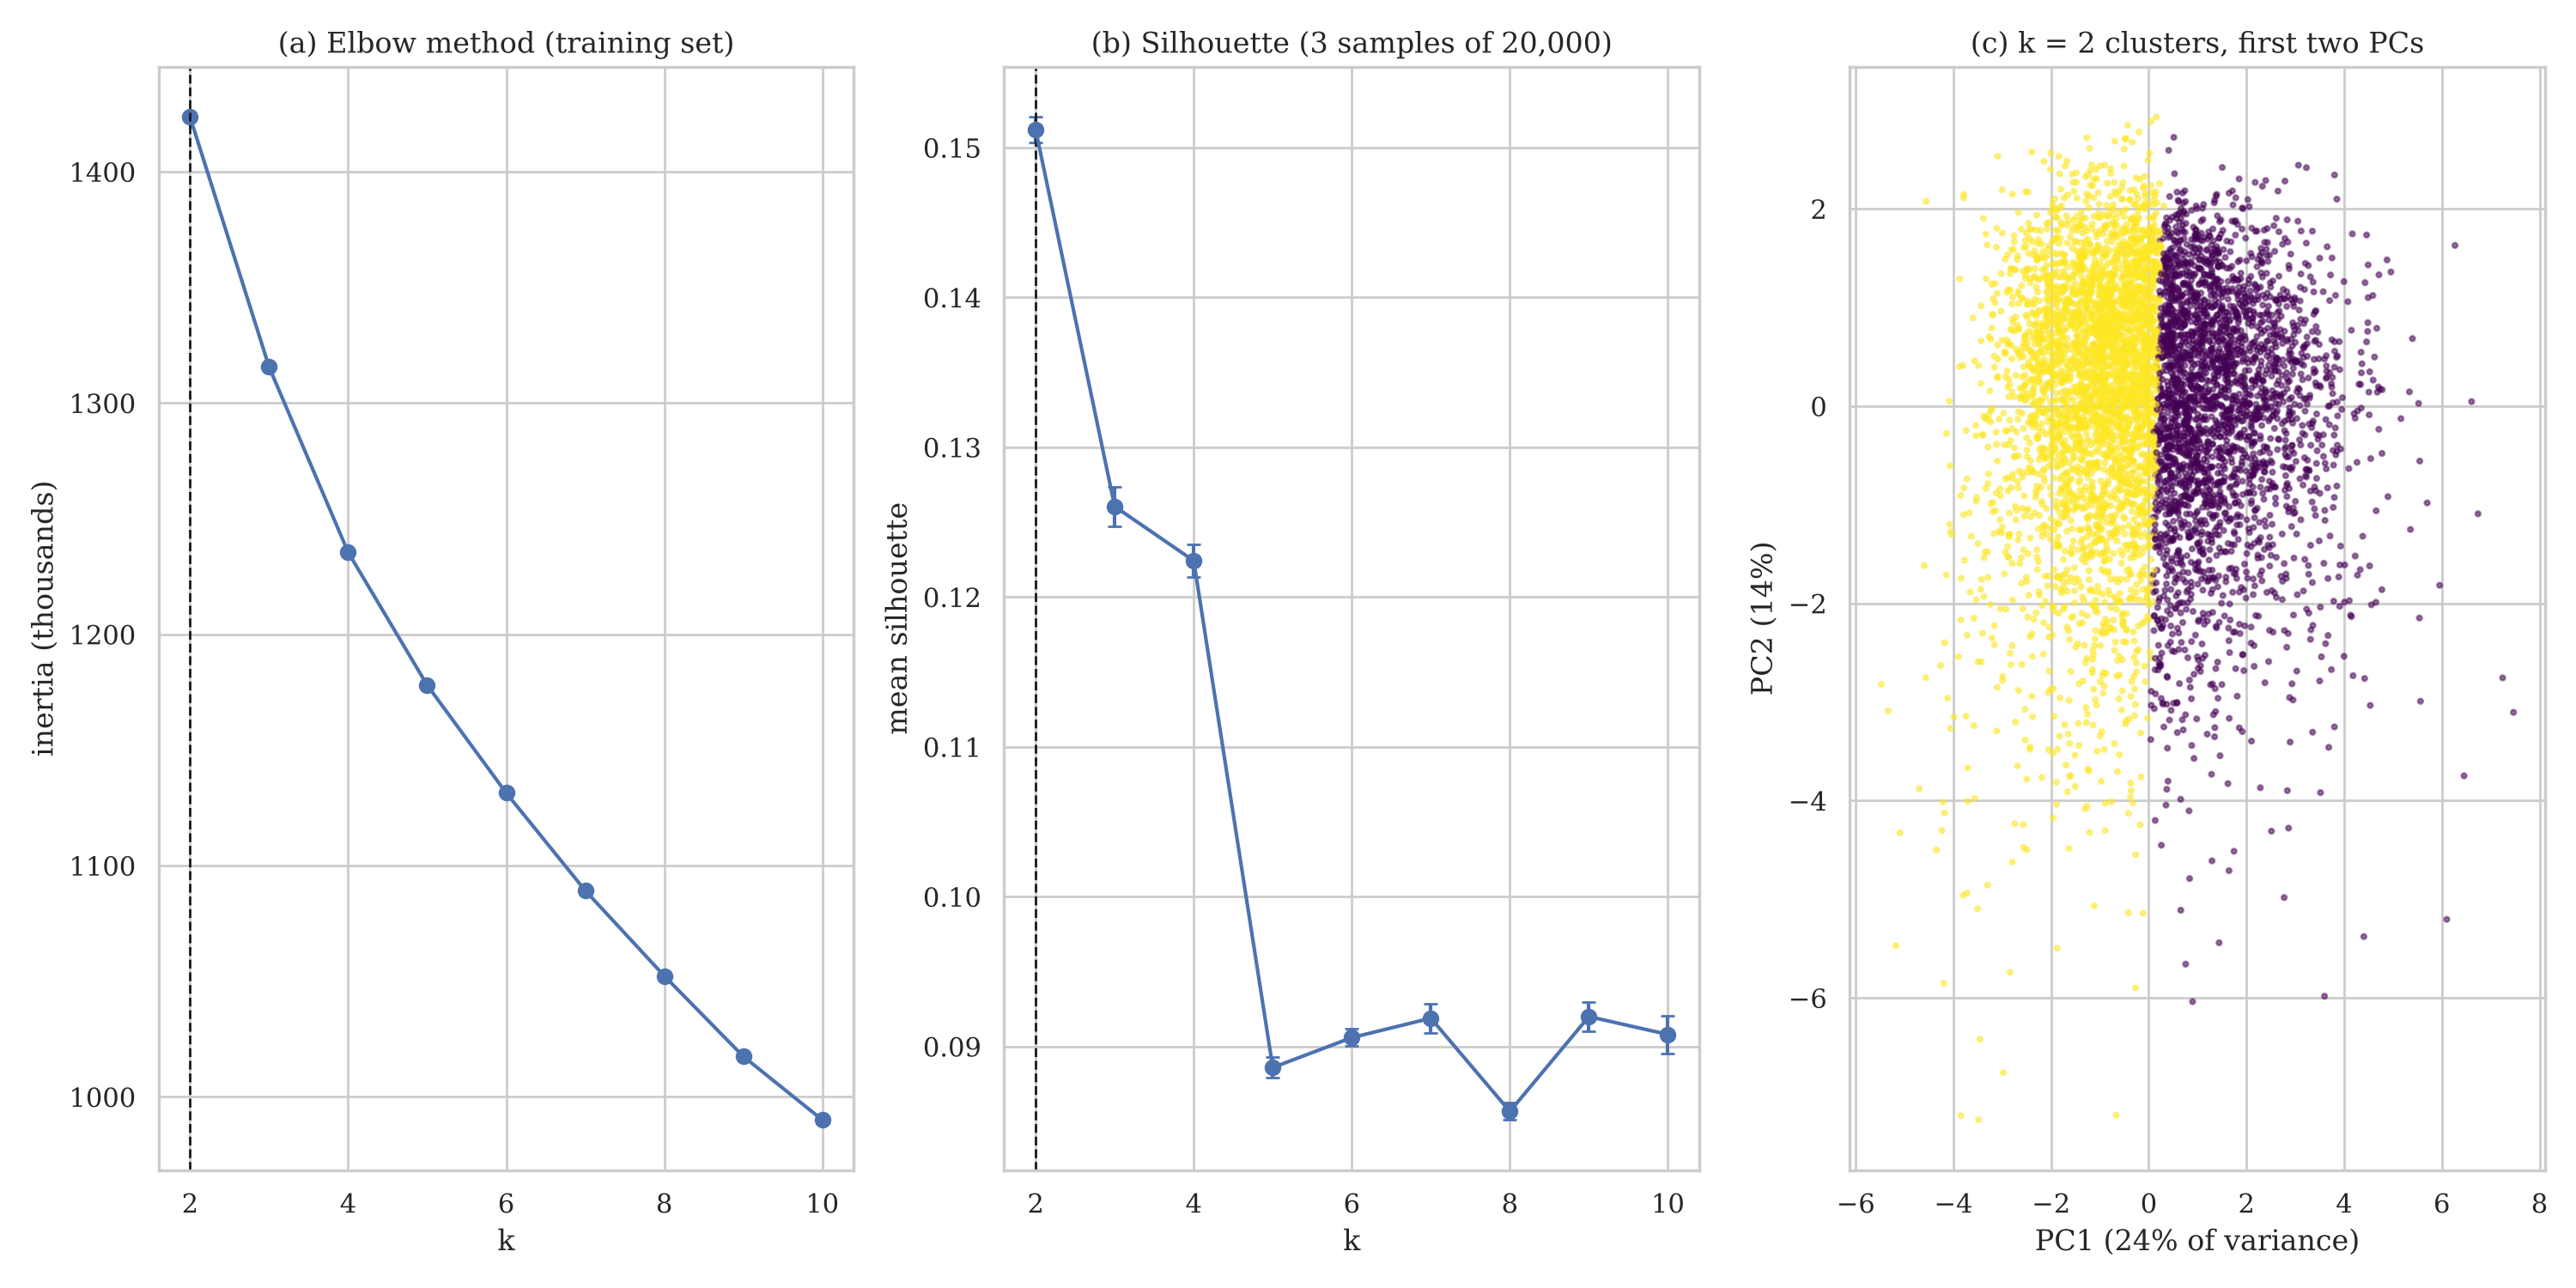 (a) Elbow method (training set)
inertia (thousands)
1400
1300
1200
1100
1000
2 4 6 8 10
k
(b) Silhouette (3 samples of 20,000)
mean silhouette
0.15
0.14
0.13
0.12
0.11
0.10
0.09
2 4 6 8 10
k
(c) k = 2 clusters, first two PCs
PC2 (14%)
2
0
−2
−4
−6
−6 −4 −2 0 2 4 6 8
PC1 (24% of variance)